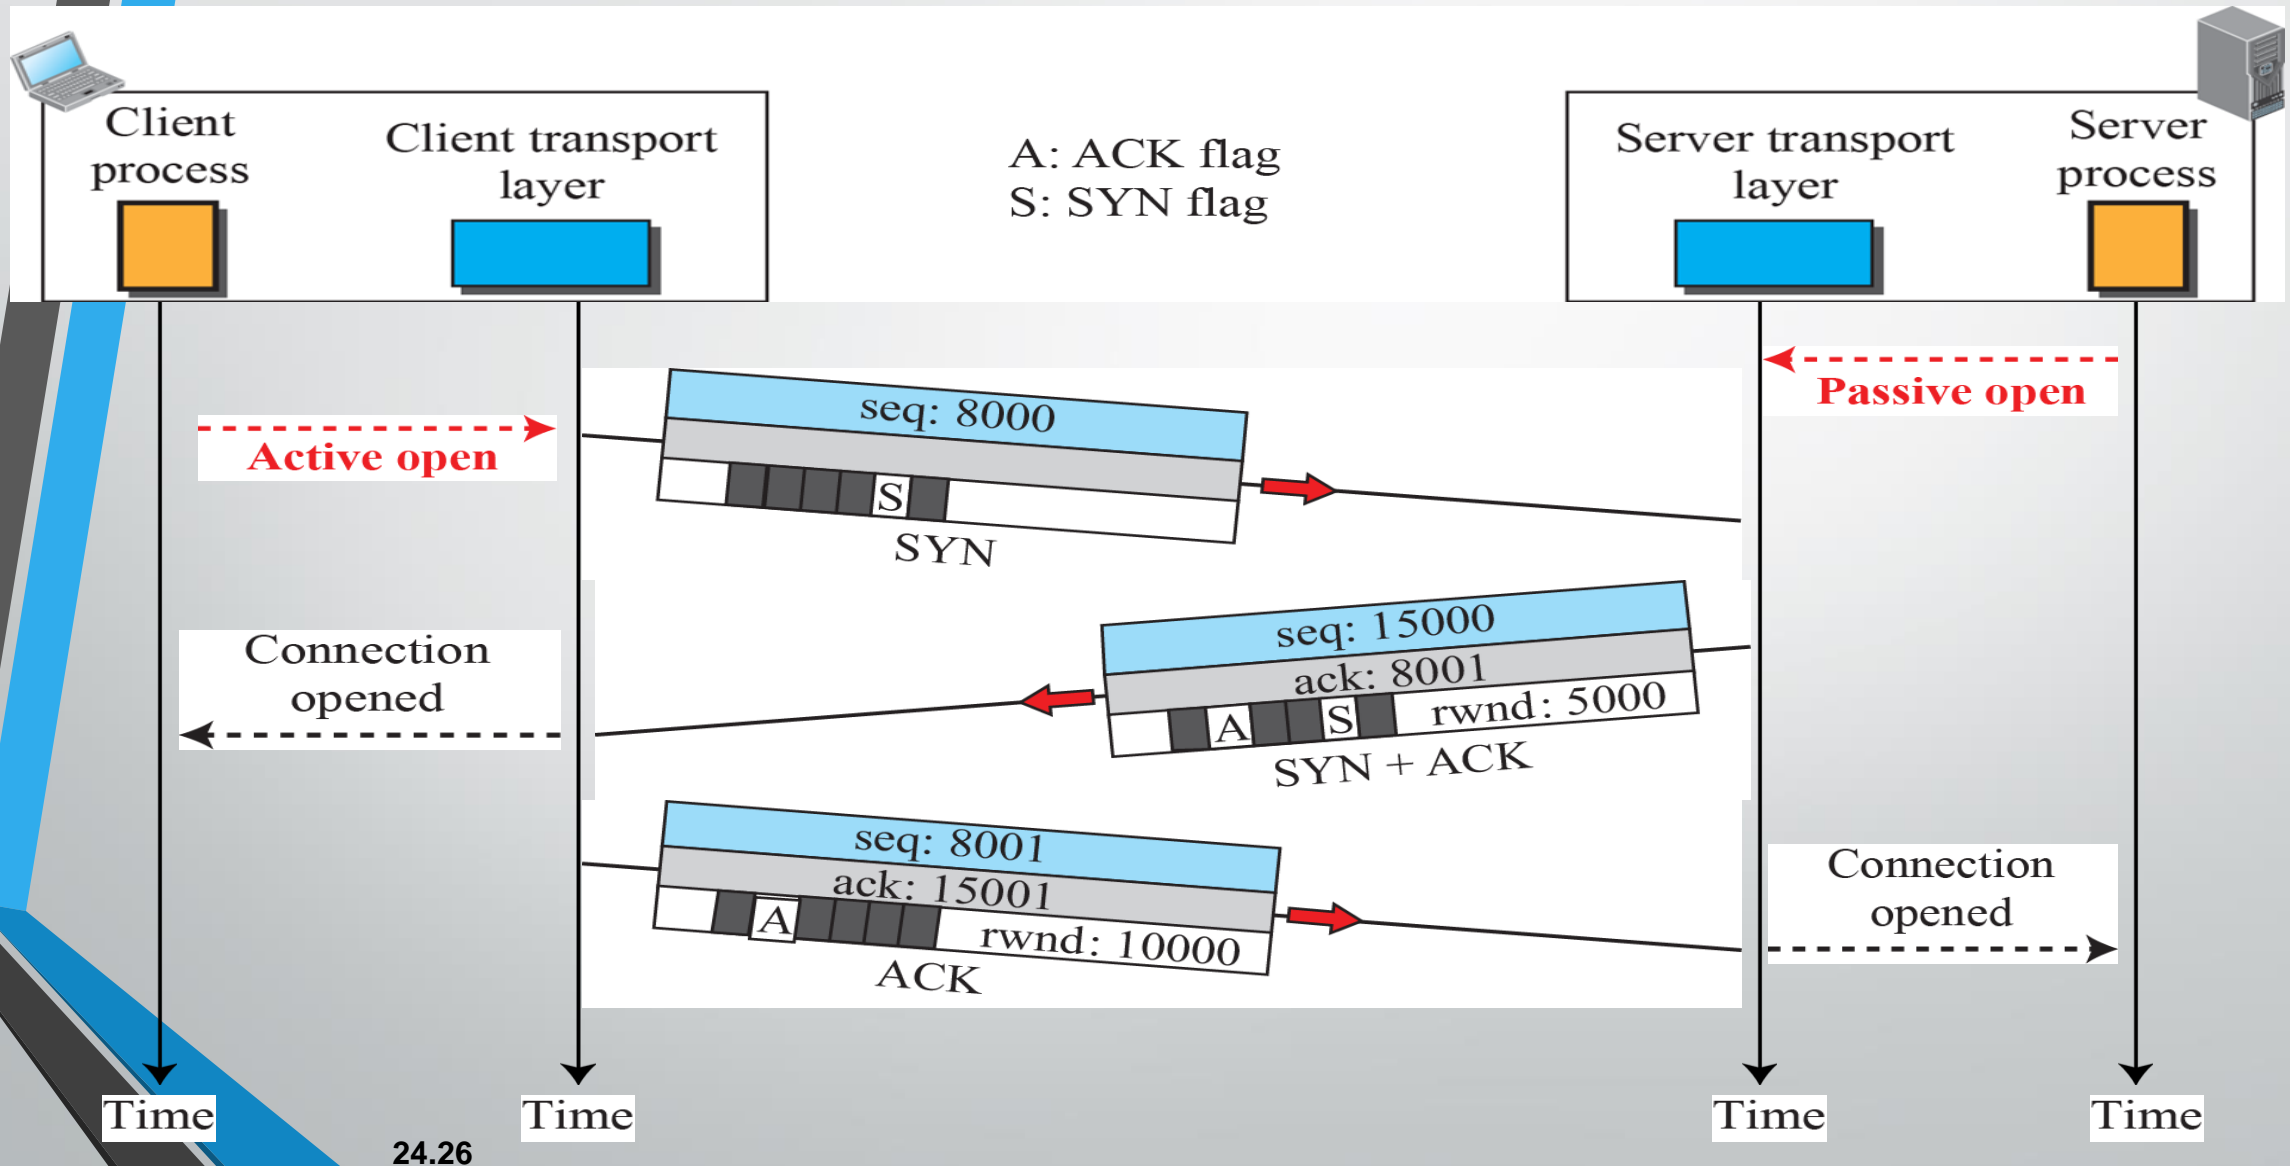 Client
process
Client transport
layer
A: ACK flag
S: SYN flag
Server transport
layer
Server
process
Passive open
Active open
seq: 8000
S
SYN
Connection
opened
seq: 15000
ack: 8001
A
S
rwnd: 5000
SYN + ACK
seq: 8001
ack: 15001
A
rwnd: 10000
ACK
Connection
opened
Time
Time
Time
Time
24.26